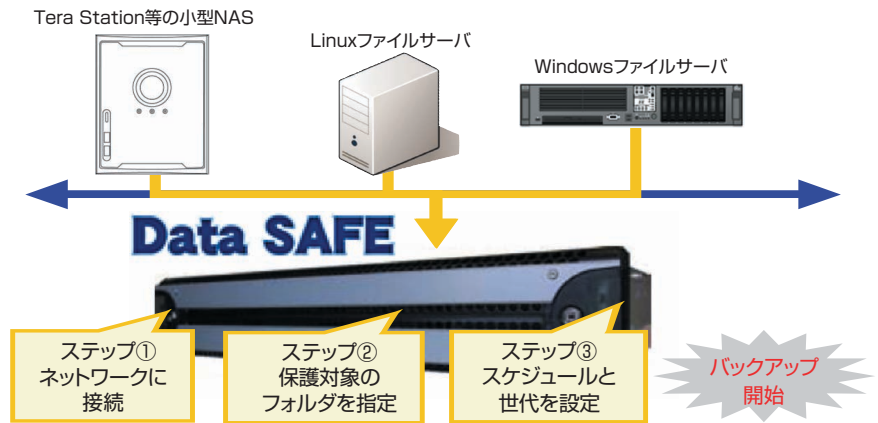 Tera Station等の小型NAS
Linuxファイルサーバ
Windowsファイルサーバ
Data SAFE
ステップ①
ネットワークに
接続
ステップ②
保護対象の
フォルダを指定
ステップ③
スケジュールと
世代を設定
バックアップ
開始